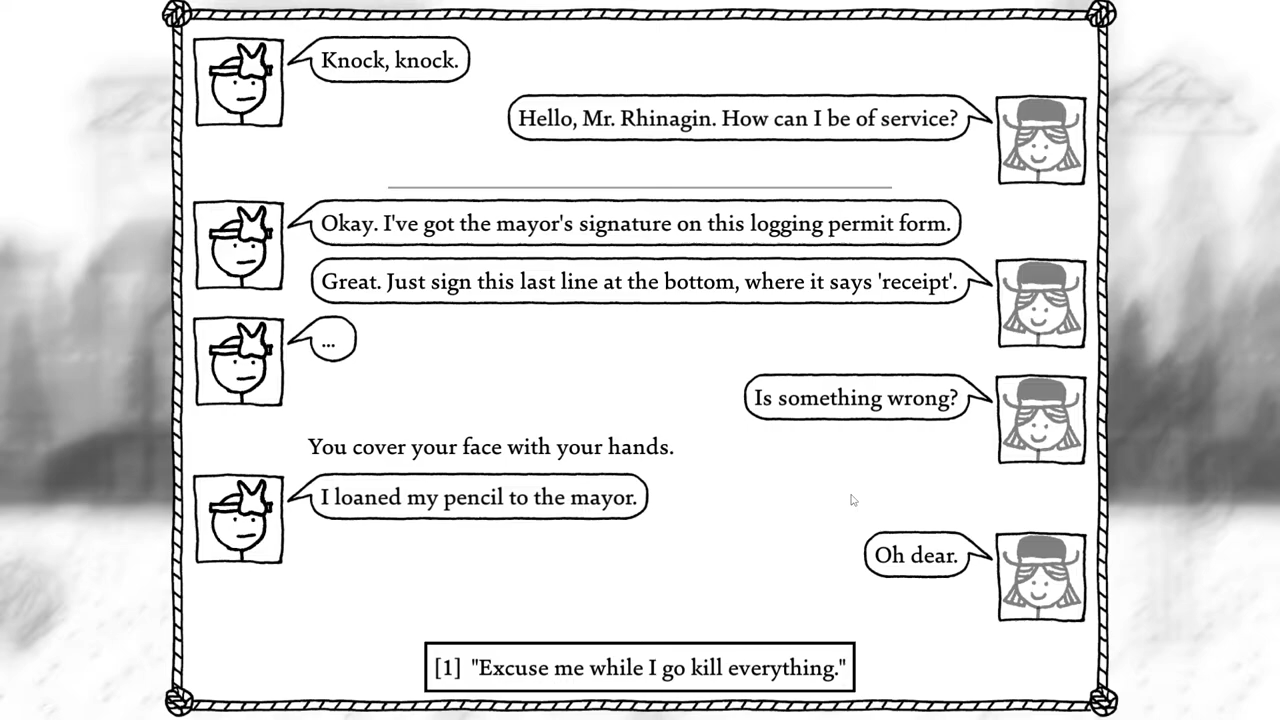 Knock, knock.
Hello, Mr. Rhinagin. How can I be of service?
Okay. I've got the mayor's signature on this logging permit form.
Great. Just sign this last line at the bottom, where it says 'receipt'.
...
Is something wrong?
You cover your face with your hands.
I loaned my pencil to the mayor.
Oh dear.
[1] "Excuse me while I go kill everything."